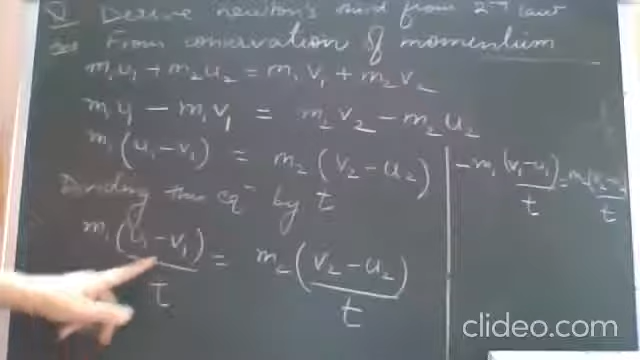 Q Derive newton's third from 2nd law
Ans From conservation of momentum
m₁u₁ + m₂u₂ = m₁v₁ + m₂v₂
m₁u₁ − m₁v₁ = m₂v₂ − m₂u₂
m₁(u₁−v₁) = m₂(v₂−u₂)
Dividing this eqⁿ by t
m₁(u₁−v₁)/t = m₂(v₂−u₂)/t
−m₁(v₁−u₁)/t = m₂(v₂−u₂)/t
clideo.com